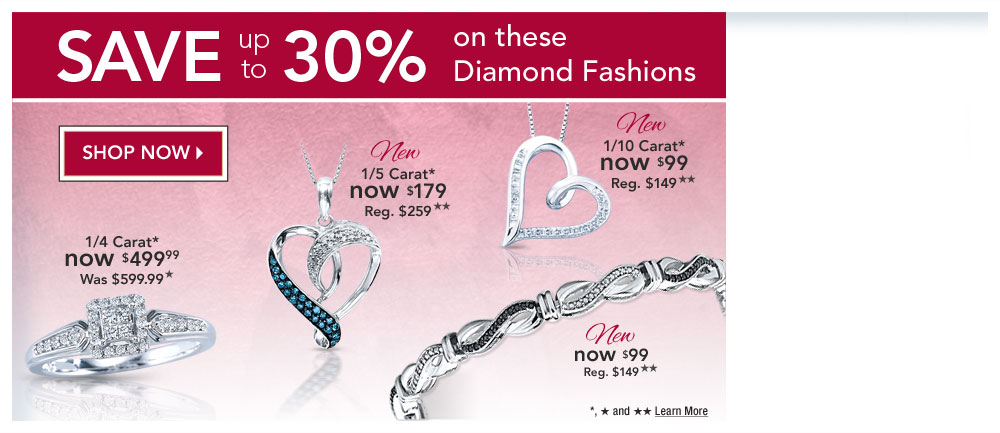 SAVE up to 30% on these Diamond Fashions
SHOP NOW
New
1/10 Carat*
now $99
Reg. $149★★
New
1/5 Carat*
now $179
Reg. $259★★
1/4 Carat*
now $499⁹⁹
Was $599.99★
New
now $99
Reg. $149★★
*, ★ and ★★ Learn More